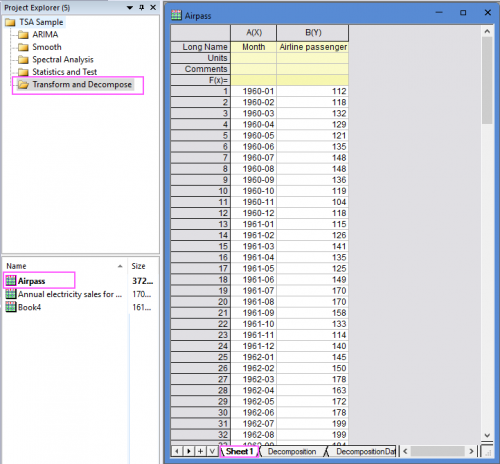 Project Explorer (5)
TSA Sample
ARIMA
Smooth
Spectral Analysis
Statistics and Test
Transform and Decompose
Name Size
Airpass 372...
Annual electricity sales for ... 170...
Book4 161...
Airpass
A(X) B(Y)
Long Name Month Airline passenger
Units
Comments
F(x)=
1 1960-01 112
2 1960-02 118
3 1960-03 132
4 1960-04 129
5 1960-05 121
6 1960-06 135
7 1960-07 148
8 1960-08 148
9 1960-09 136
10 1960-10 119
11 1960-11 104
12 1960-12 118
13 1961-01 115
14 1961-02 126
15 1961-03 141
16 1961-04 135
17 1961-05 125
18 1961-06 149
19 1961-07 170
20 1961-08 170
21 1961-09 158
22 1961-10 133
23 1961-11 114
24 1961-12 140
25 1962-01 145
26 1962-02 150
27 1962-03 178
28 1962-04 163
29 1962-05 172
30 1962-06 178
31 1962-07 199
32 1962-08 199
Sheet1 Decomposition DecompositionDat